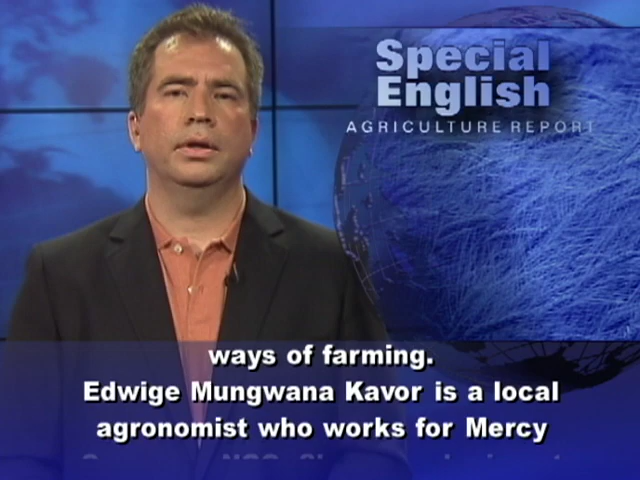 Special
English
AGRICULTURE REPORT
ways of farming.
Edwige Mungwana Kavor is a local
agronomist who works for Mercy